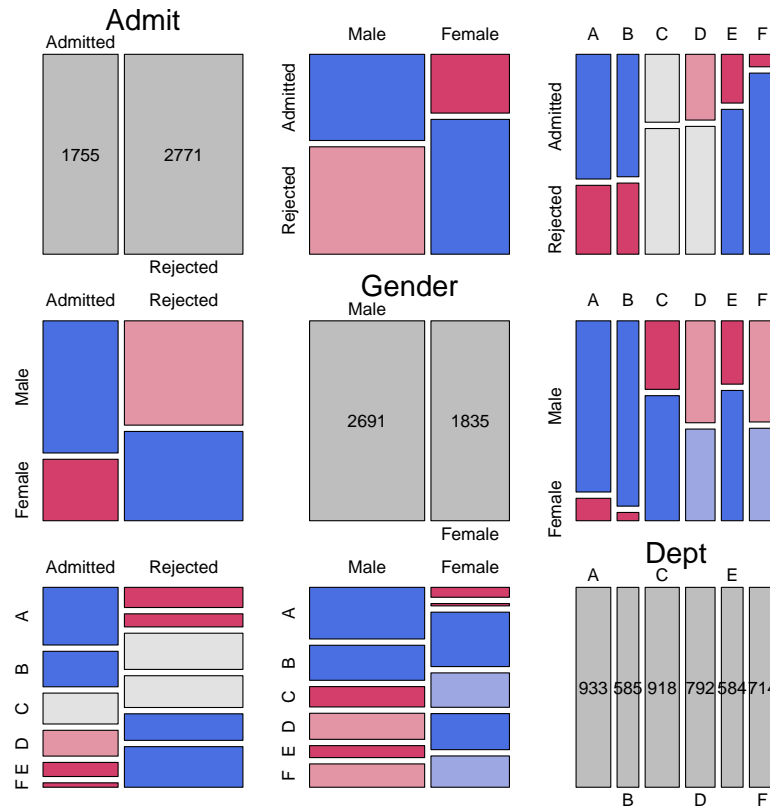 Admit
Admitted
1755 2771
Rejected
Male Female
Admitted
Rejected
A B C D E F
Admitted
Rejected
Admitted Rejected
Male
Female
Gender
Male
2691 1835
Female
A B C D E F
Male
Female
Admitted Rejected
A
B
C
D
E
F
Male Female
A
B
C
D
E
F
Dept
A C E
933 585 918 792 584 714
B D F